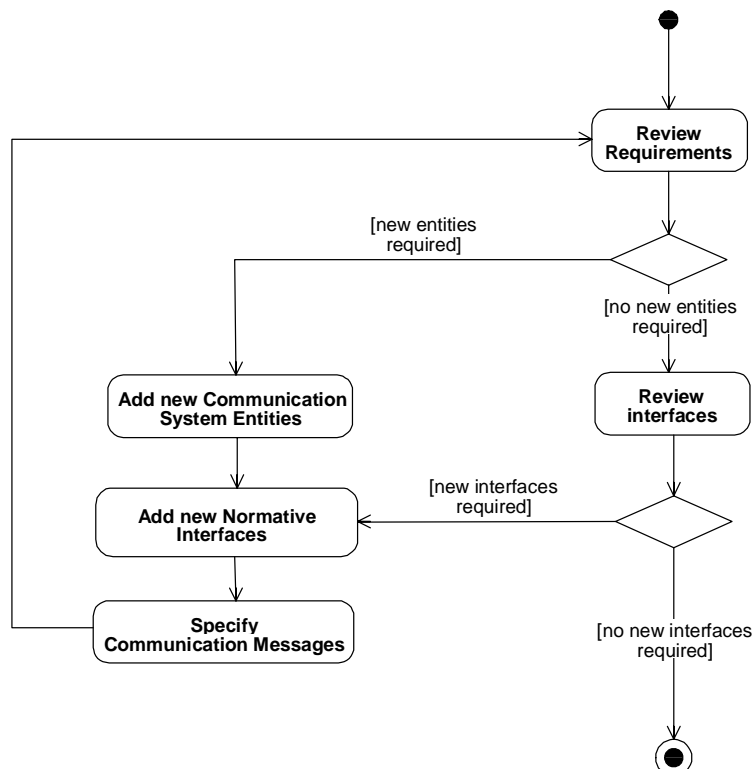 Review
Requirements
[new entities
required]
[no new entities
required]
Add new Communication
System Entities
Review
interfaces
[new interfaces
required]
Add new Normative
Interfaces
Specify
Communication Messages
[no new interfaces
required]